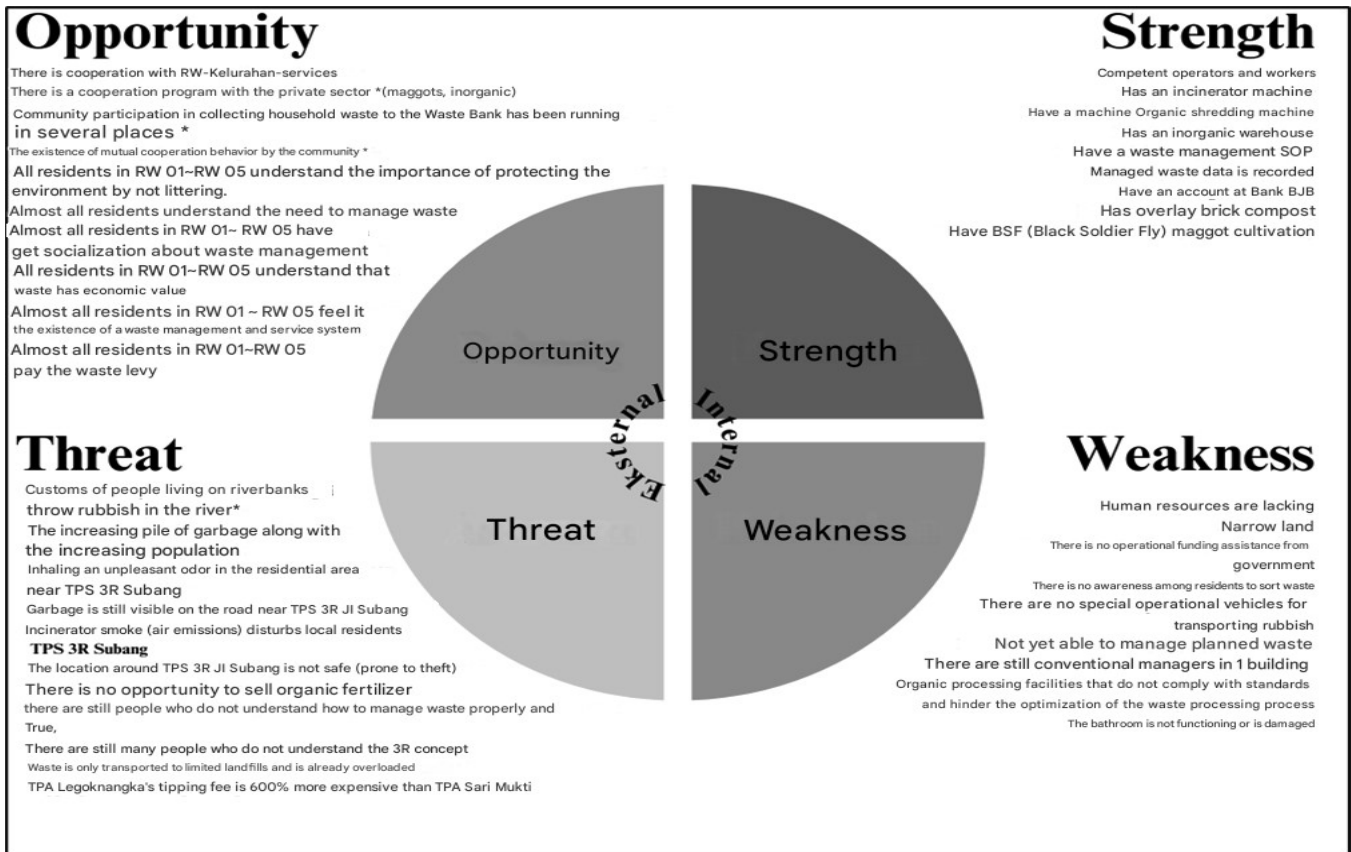 Opportunity
There is cooperation with RW-Kelurahan-services
There is a cooperation program with the private sector *(maggots, inorganic)
Community participation in collecting household waste to the Waste Bank has been running
in several places *
The existence of mutual cooperation behavior by the community *
All residents in RW 01~RW 05 understand the importance of protecting the
environment by not littering.
Almost all residents understand the need to manage waste
Almost all residents in RW 01~ RW 05 have
get socialization about waste management
All residents in RW 01~RW 05 understand that
waste has economic value
Almost all residents in RW 01 ~ RW 05 feel it
the existence of a waste management and service system
Almost all residents in RW 01~RW 05
pay the waste levy
Strength
Competent operators and workers
Has an incinerator machine
Have a machine Organic shredding machine
Has an inorganic warehouse
Have a waste management SOP
Managed waste data is recorded
Have an account at Bank BJB
Has overlay brick compost
Have BSF (Black Soldier Fly) maggot cultivation
Opportunity
Strength
Eksternal
Internal
Threat
Weakness
Threat
Customs of people living on riverbanks
throw rubbish in the river*
The increasing pile of garbage along with
the increasing population
Inhaling an unpleasant odor in the residential area
near TPS 3R Subang
Garbage is still visible on the road near TPS 3R JI Subang
Incinerator smoke (air emissions) disturbs local residents
TPS 3R Subang
The location around TPS 3R JI Subang is not safe (prone to theft)
There is no opportunity to sell organic fertilizer
there are still people who do not understand how to manage waste properly and
True,
There are still many people who do not understand the 3R concept
Waste is only transported to limited landfills and is already overloaded
TPA Legoknangka's tipping fee is 600% more expensive than TPA Sari Mukti
Weakness
Human resources are lacking
Narrow land
There is no operational funding assistance from
government
There is no awareness among residents to sort waste
There are no special operational vehicles for
transporting rubbish
Not yet able to manage planned waste
There are still conventional managers in 1 building
Organic processing facilities that do not comply with standards
and hinder the optimization of the waste processing process
The bathroom is not functioning or is damaged